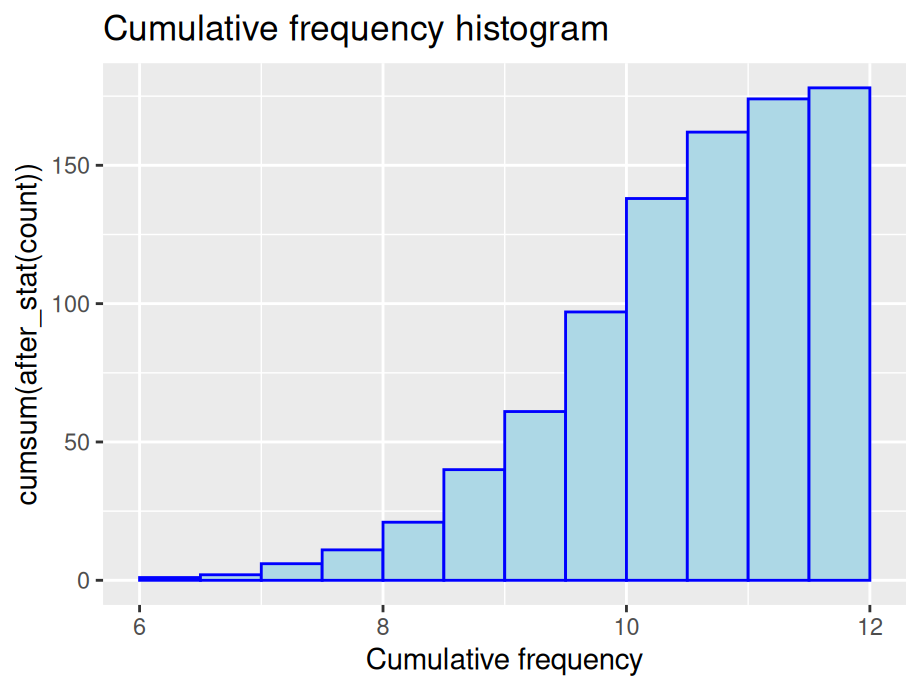 Cumulative frequency histogram
cumsum(after_stat(count))
150
100
50
0
6
8
10
12
Cumulative frequency